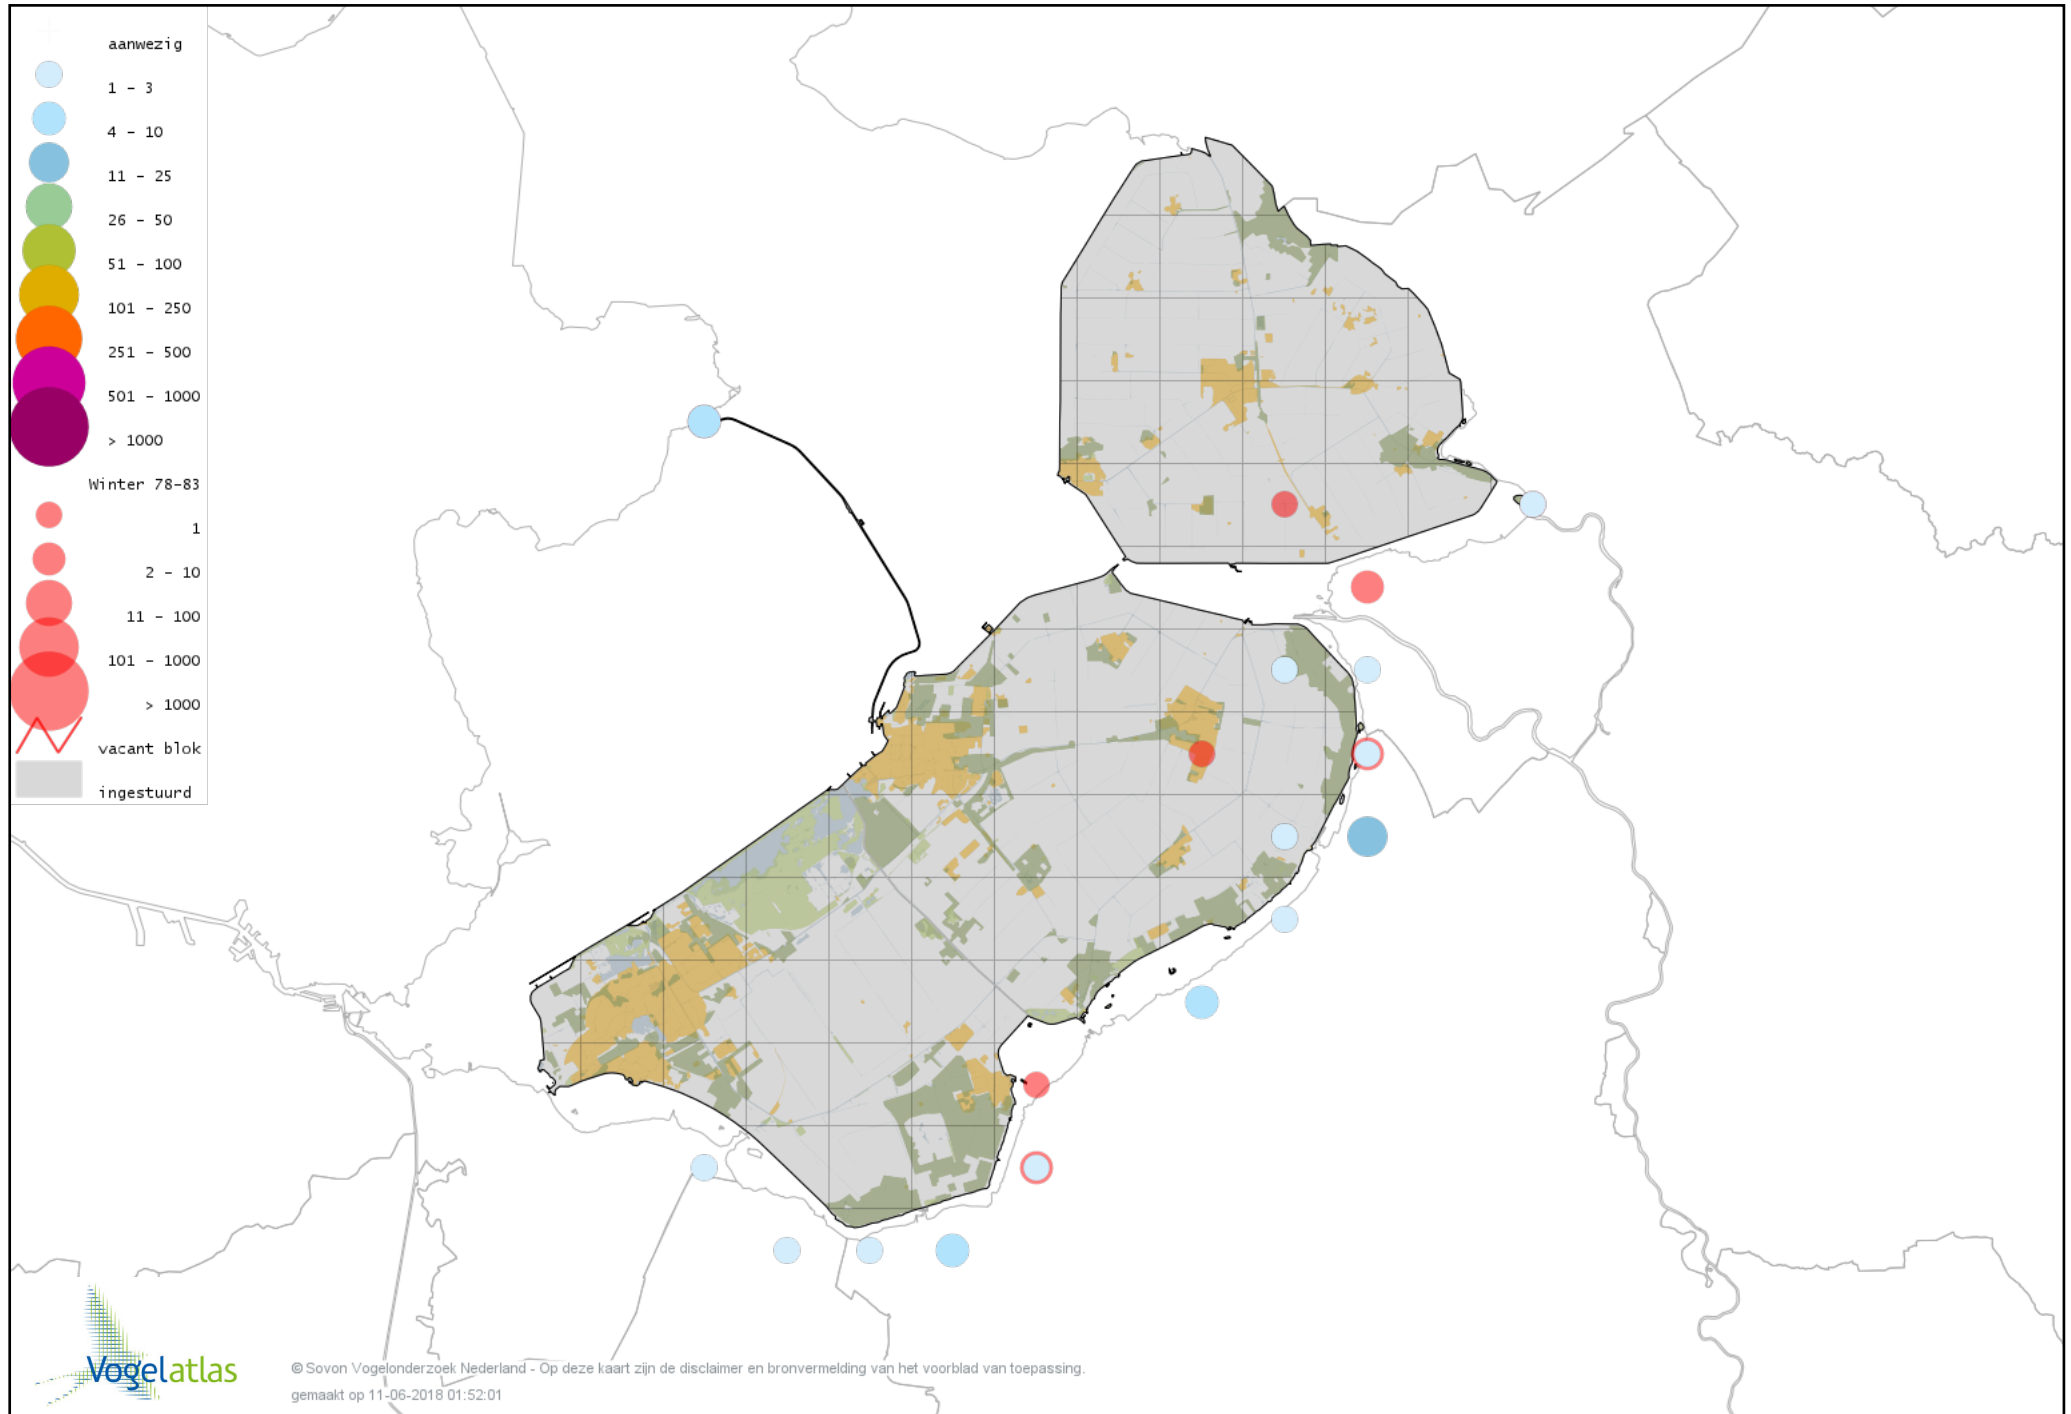 aanwezig
1 - 3
4 - 10
11 - 25
26 - 50
51 - 100
101 - 250
251 - 500
501 - 1000
> 1000
Winter 78-83
1
2 - 10
11 - 100
101 - 1000
> 1000
vacant blok
ingestuurd
Vogelatlas
© Sovon Vogelonderzoek Nederland - Op deze kaart zijn de disclaimer en bronvermelding van het voorblad van toepassing.
gemaakt op 11-06-2018 01:52:01